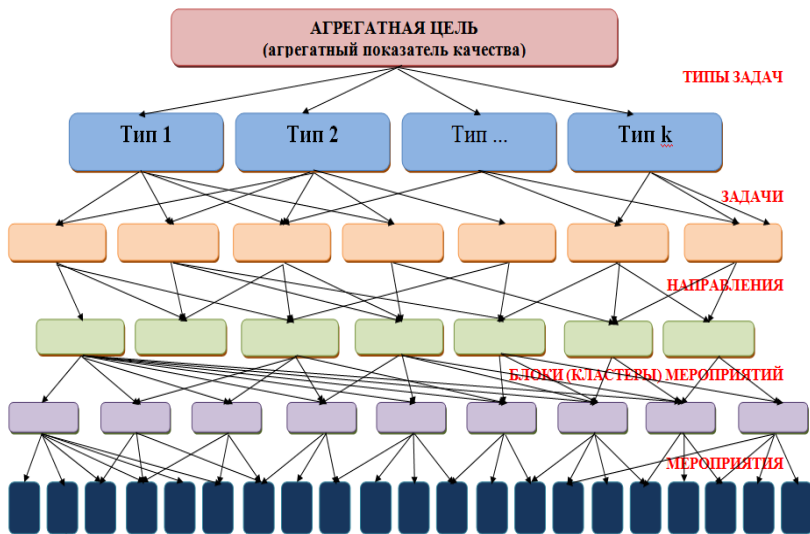 АГРЕГАТНАЯ ЦЕЛЬ
(агрегатный показатель качества)
ТИПЫ ЗАДАЧ
Тип 1
Тип 2
Тип ...
Тип k
ЗАДАЧИ
НАПРАВЛЕНИЯ
БЛОКИ (КЛАСТЕРЫ) МЕРОПРИЯТИЙ
МЕРОПРИЯТИЯ